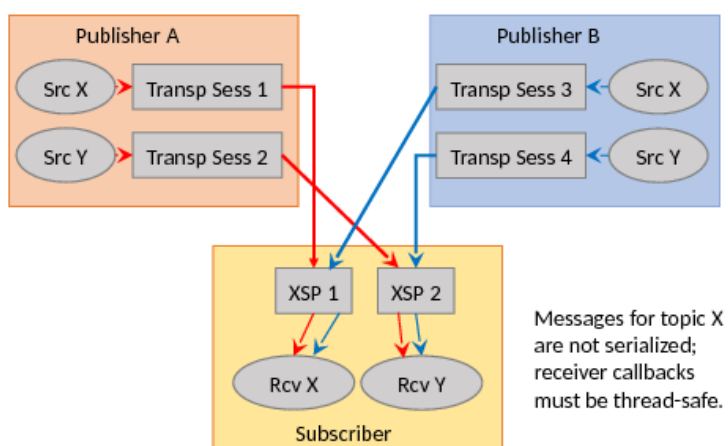 Publisher A
Publisher B
Src X
Transp Sess 1
Transp Sess 3
Src X
Src Y
Transp Sess 2
Transp Sess 4
Src Y
XSP 1
XSP 2
Messages for topic X
are not serialized;
receiver callbacks
must be thread-safe.
Rcv X
Rcv Y
Subscriber